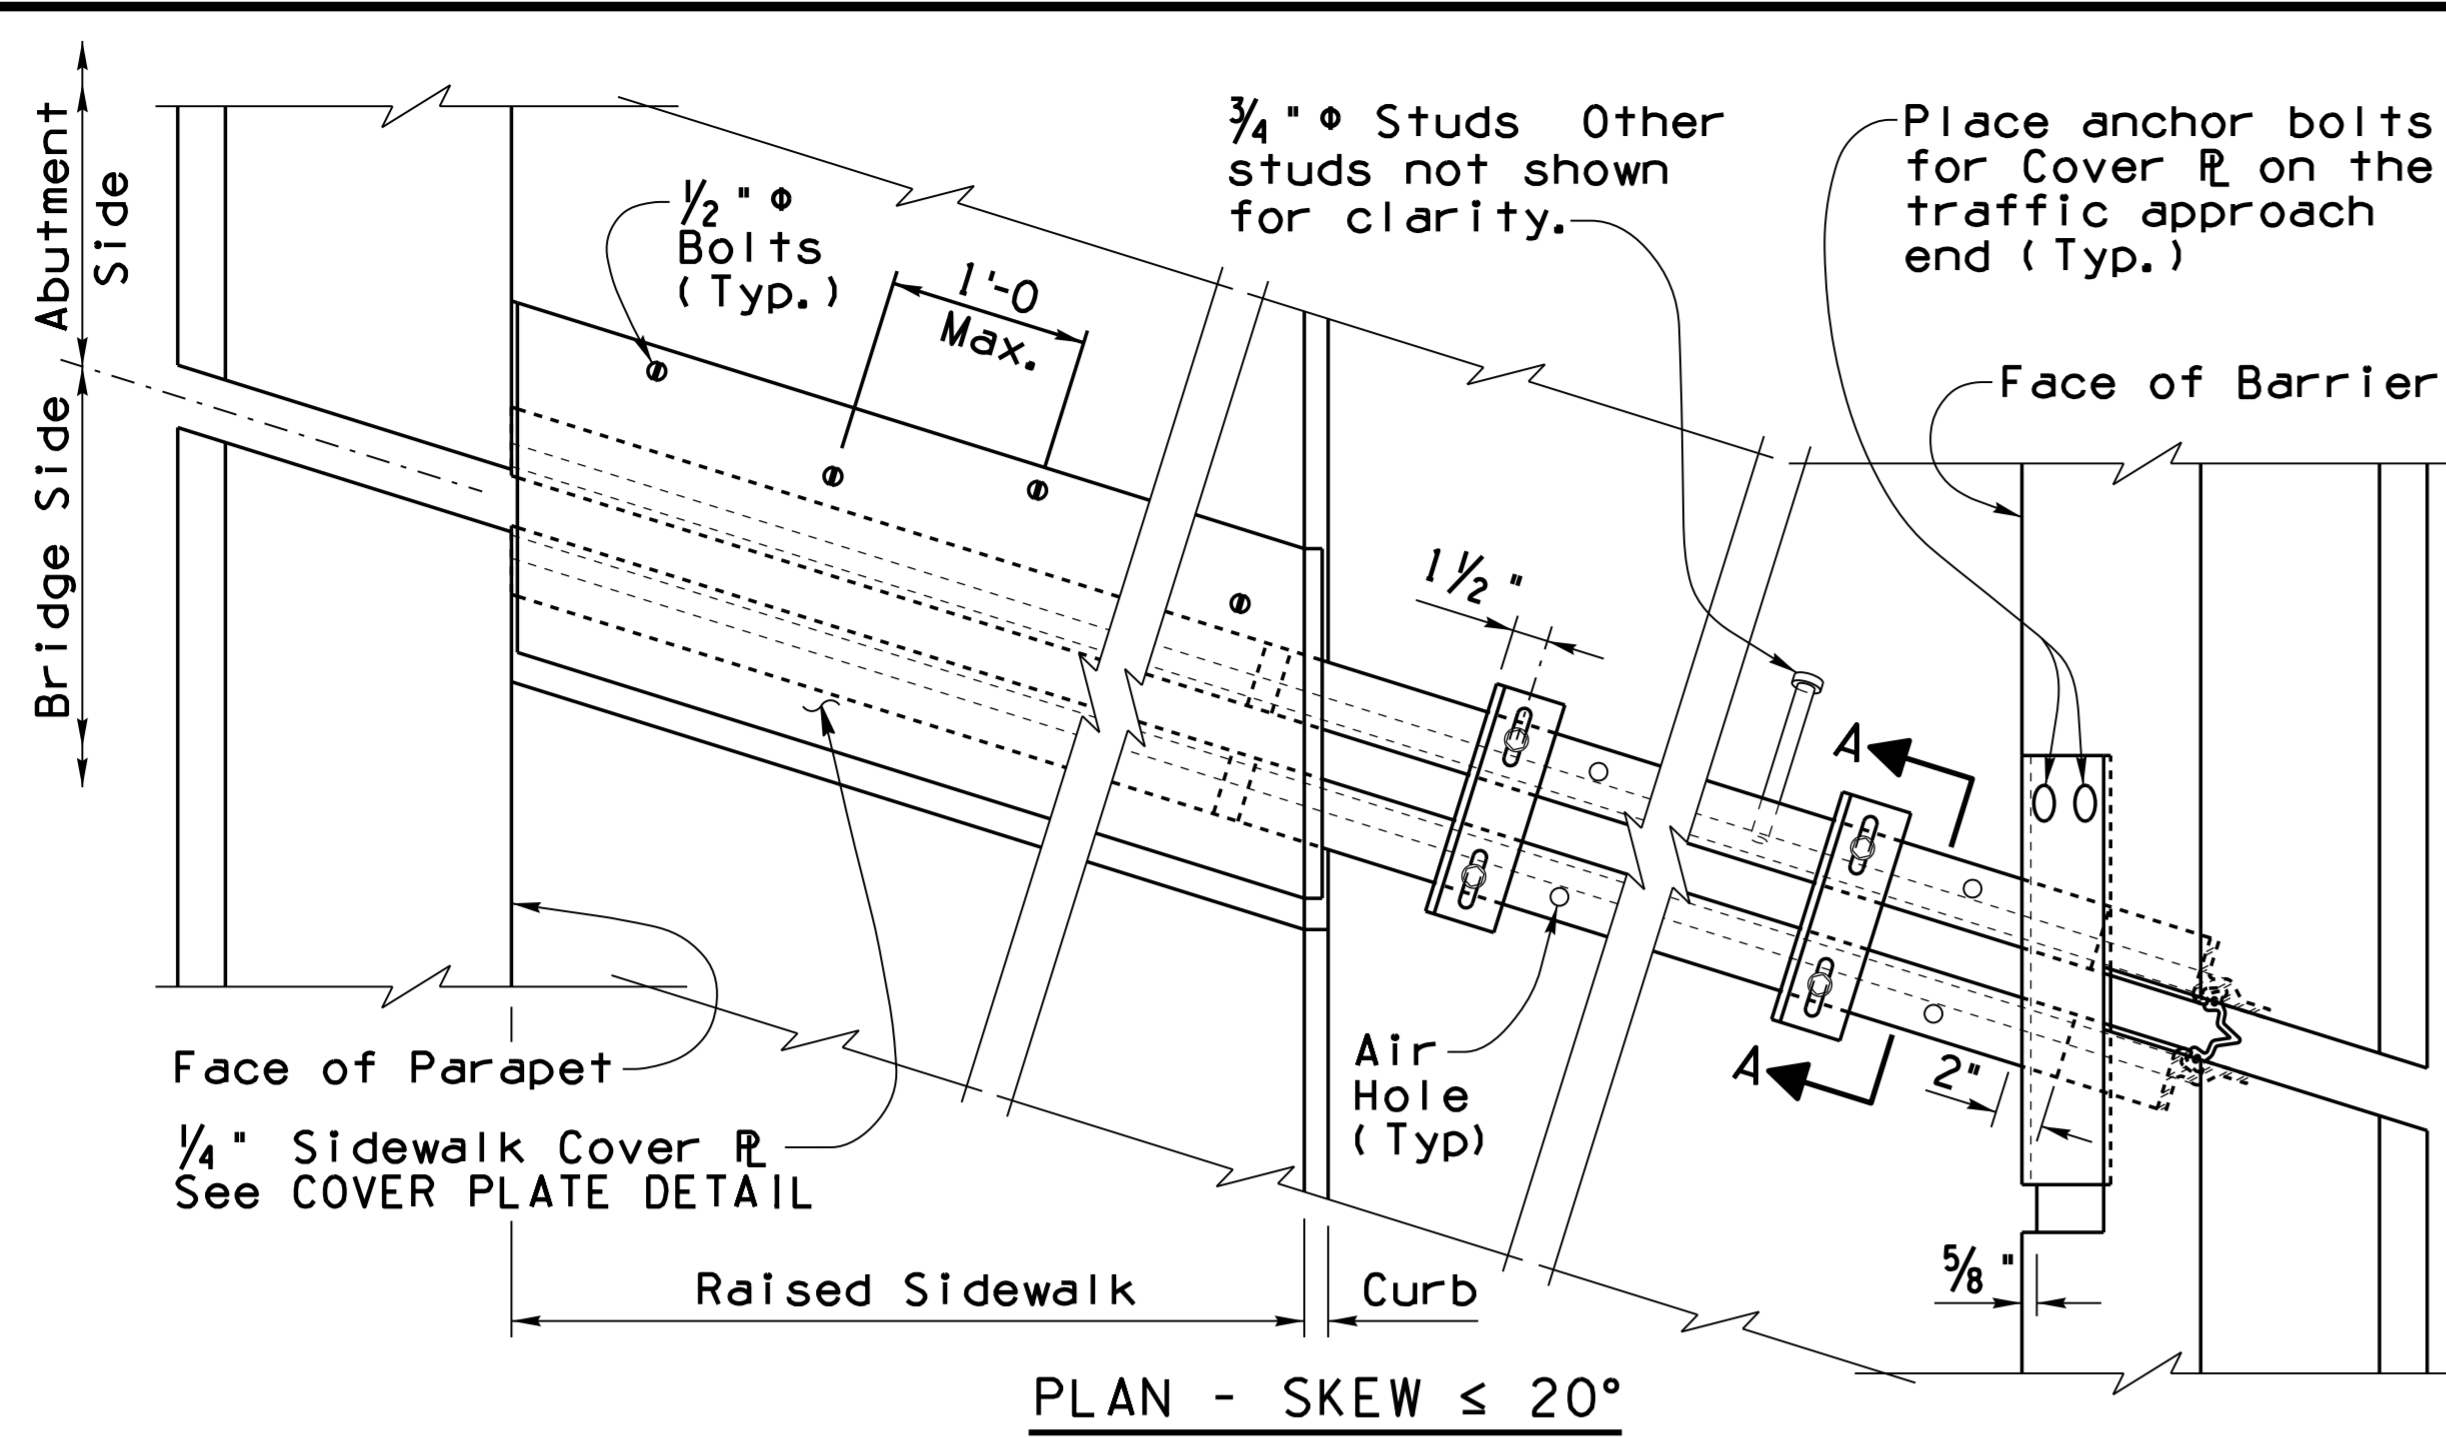 Abutment
Side
Bridge Side
½" Φ
Bolts
(Typ.)
1'-0
Max.
¾" Φ Studs Other
studs not shown
for clarity.
Place anchor bolts
for Cover ℙL on the
traffic approach
end (Typ.)
Face of Barrier
1½"
A
A
2"
Air
Hole
(Typ)
Face of Parapet
¼" Sidewalk Cover ℙL
See COVER PLATE DETAIL
⅝"
Raised Sidewalk
Curb
PLAN - SKEW ≤ 20°